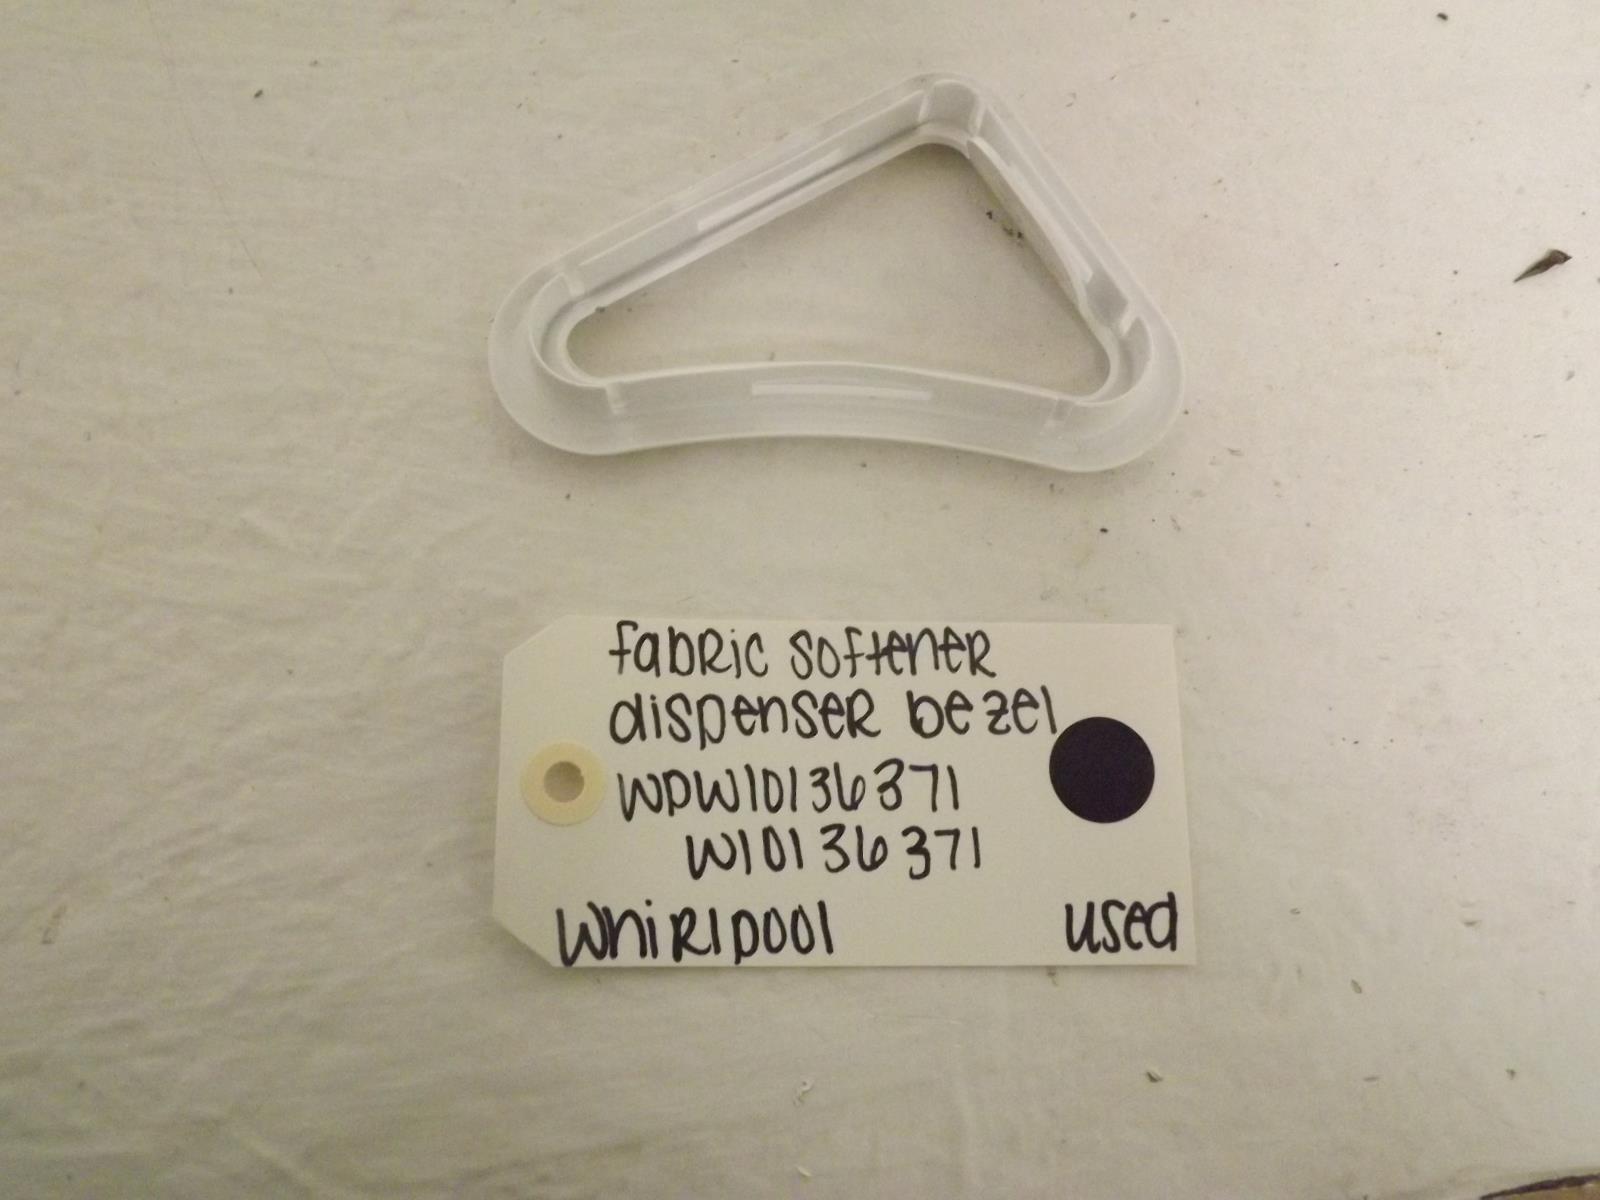 fabric softener
dispenser bezel
WPW10136371
W10136371
Whirlpool used